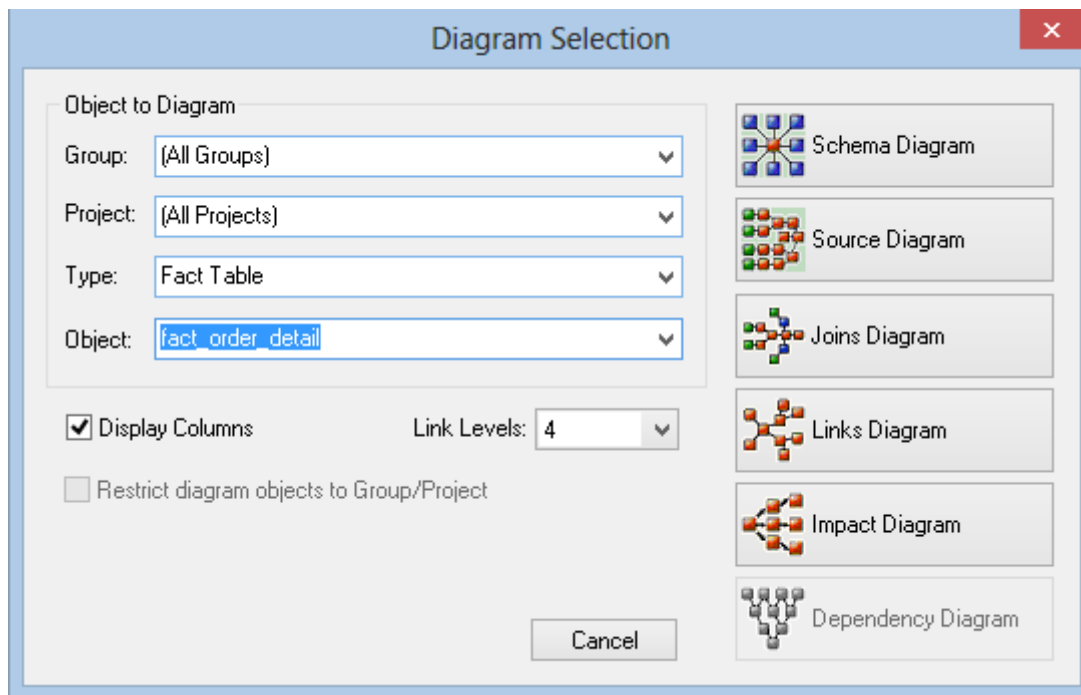 Diagram Selection
Object to Diagram
Group: (All Groups)
Project: (All Projects)
Type: Fact Table
Object: fact_order_detail
Display Columns Link Levels: 4
Restrict diagram objects to Group/Project
Cancel
Schema Diagram
Source Diagram
Joins Diagram
Links Diagram
Impact Diagram
Dependency Diagram